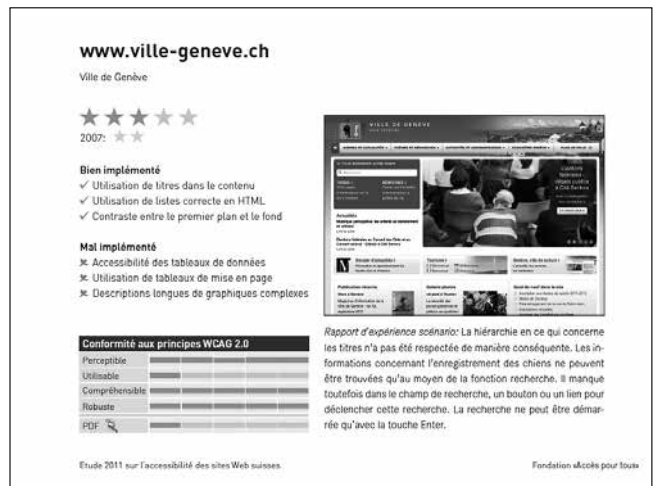 www.ville-geneve.ch
Ville de Genève
2007:
Bien implémenté
Utilisation de titres dans le contenu
Utilisation de listes correcte en HTML
Contraste entre le premier plan et le fond
Mal implémenté
Accessibilité des tableaux de données
Utilisation de tableaux de mise en page
Descriptions longues de graphiques complexes
Conformité aux principes WCAG 2.0
Perceptible
Utilisable
Compréhensible
Robuste
PDF
VILLE DE GENÈVE
Actualités
Rapport d'expérience scénario: La hiérarchie en ce qui concerne
les titres n'a pas été respectée de manière conséquente. Les in-
formations concernant l'enregistrement des chiens ne peuvent
être trouvées qu'au moyen de la fonction recherche. Il manque
toutefois dans le champ de recherche, un bouton ou un lien pour
déclencher cette recherche. La recherche ne peut être démar-
rée qu'avec la touche Enter.
Etude 2011 sur l'accessibilité des sites Web suisses
Fondation «Accès pour tous»